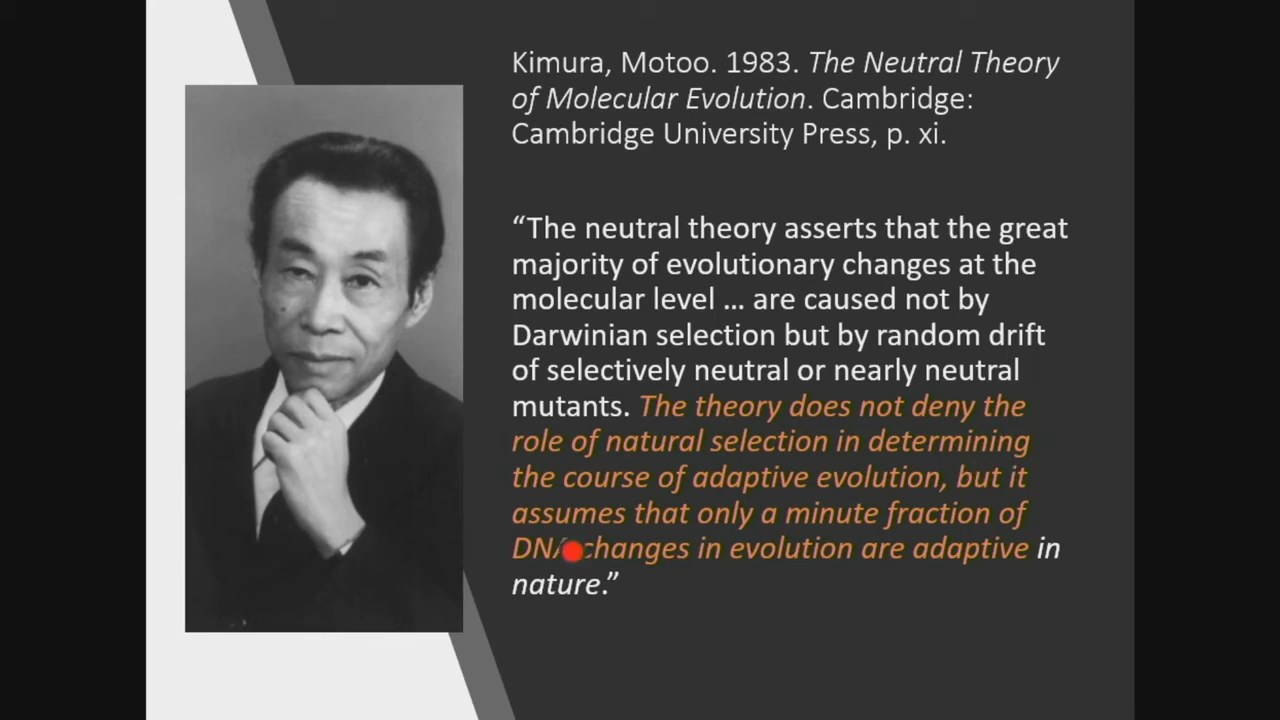 Kimura, Motoo. 1983. The Neutral Theory
of Molecular Evolution. Cambridge:
Cambridge University Press, p. xi.
“The neutral theory asserts that the great
majority of evolutionary changes at the
molecular level ... are caused not by
Darwinian selection but by random drift
of selectively neutral or nearly neutral
mutants. The theory does not deny the
role of natural selection in determining
the course of adaptive evolution, but it
assumes that only a minute fraction of
DNA changes in evolution are adaptive in
nature.”